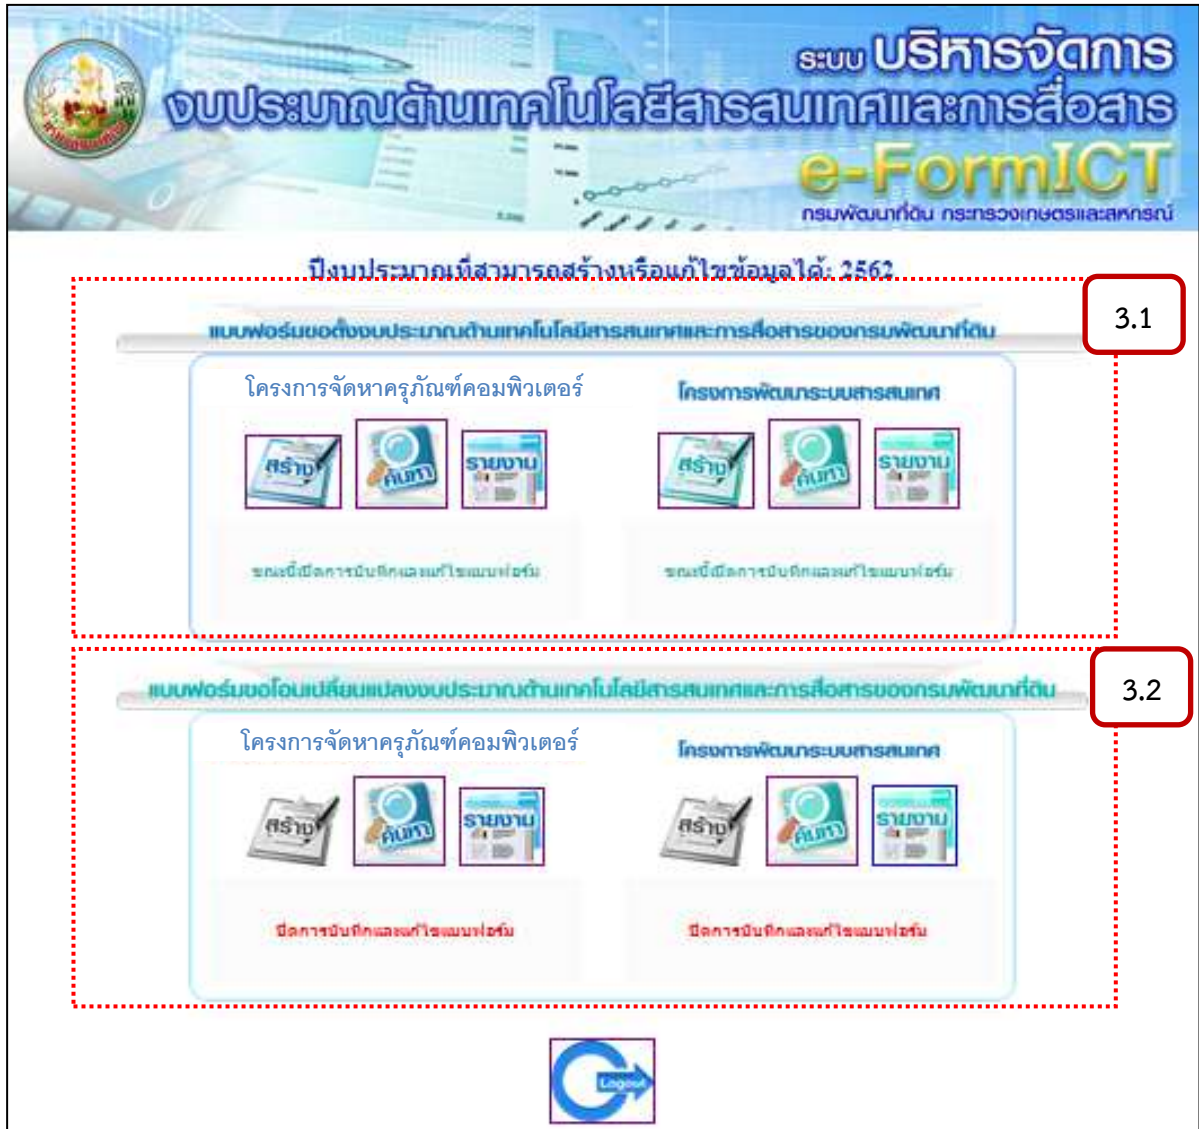 ระบบ บริหารจัดการ
งบประมาณด้านเทคโนโลยีสารสนเทศและการสื่อสาร
e-FormICT
กรมพัฒนาที่ดิน กระทรวงเกษตรและสหกรณ์
ปีงบประมาณที่สามารถสร้างหรือแก้ไขข้อมูลได้: 2562
3.1
แบบฟอร์มขอตั้งงบประมาณด้านเทคโนโลยีสารสนเทศและการสื่อสารของกรมพัฒนาที่ดิน
โครงการจัดหาครุภัณฑ์คอมพิวเตอร์ โครงการพัฒนาระบบสารสนเทศ
สร้าง ค้นหา รายงาน สร้าง ค้นหา รายงาน
ขณะนี้เปิดการบันทึกและแก้ไขแบบฟอร์ม ขณะนี้เปิดการบันทึกและแก้ไขแบบฟอร์ม
3.2
แบบฟอร์มขอโอนเปลี่ยนแปลงงบประมาณด้านเทคโนโลยีสารสนเทศและการสื่อสารของกรมพัฒนาที่ดิน
โครงการจัดหาครุภัณฑ์คอมพิวเตอร์ โครงการพัฒนาระบบสารสนเทศ
สร้าง ค้นหา รายงาน สร้าง ค้นหา รายงาน
ปิดการบันทึกและแก้ไขแบบฟอร์ม ปิดการบันทึกและแก้ไขแบบฟอร์ม
Logout